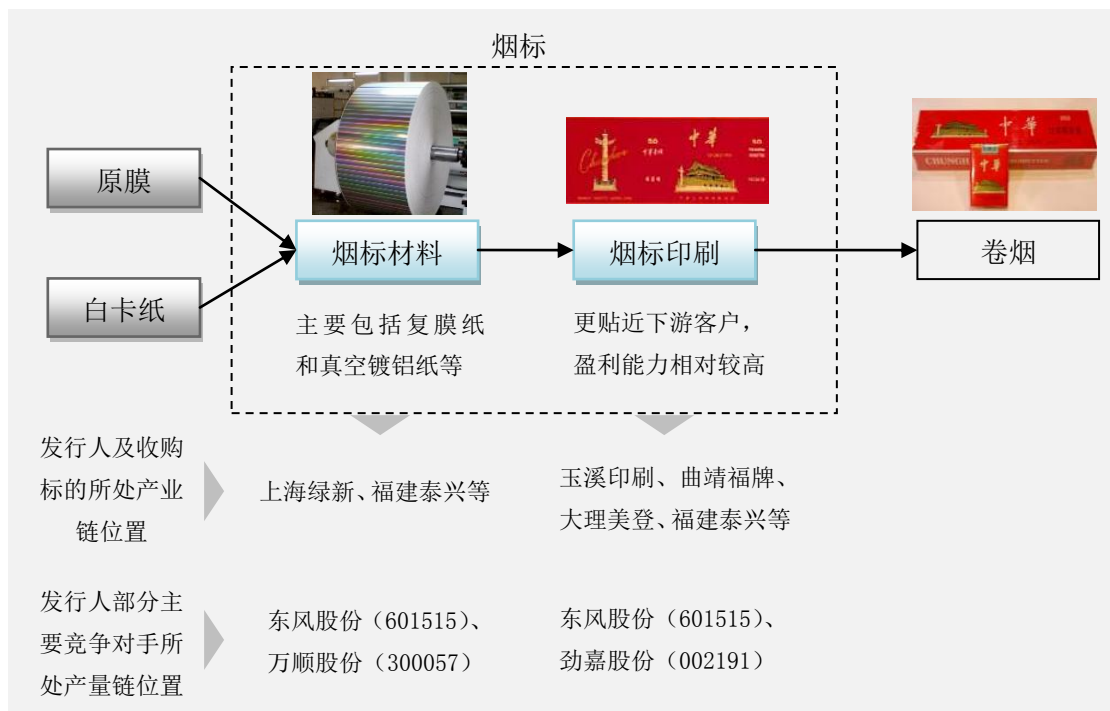 烟标
原膜
白卡纸
烟标材料
烟标印刷
卷烟
中華
中華
中華
主要包括复膜纸
和真空镀铝纸等
更贴近下游客户，
盈利能力相对较高
发行人及收购
标的所处产业
链位置
上海绿新、福建泰兴等
玉溪印刷、曲靖福牌、
大理美登、福建泰兴等
发行人部分主
要竞争对手所
处产量链位置
东风股份（601515）、
万顺股份（300057）
东风股份（601515）、
劲嘉股份（002191）